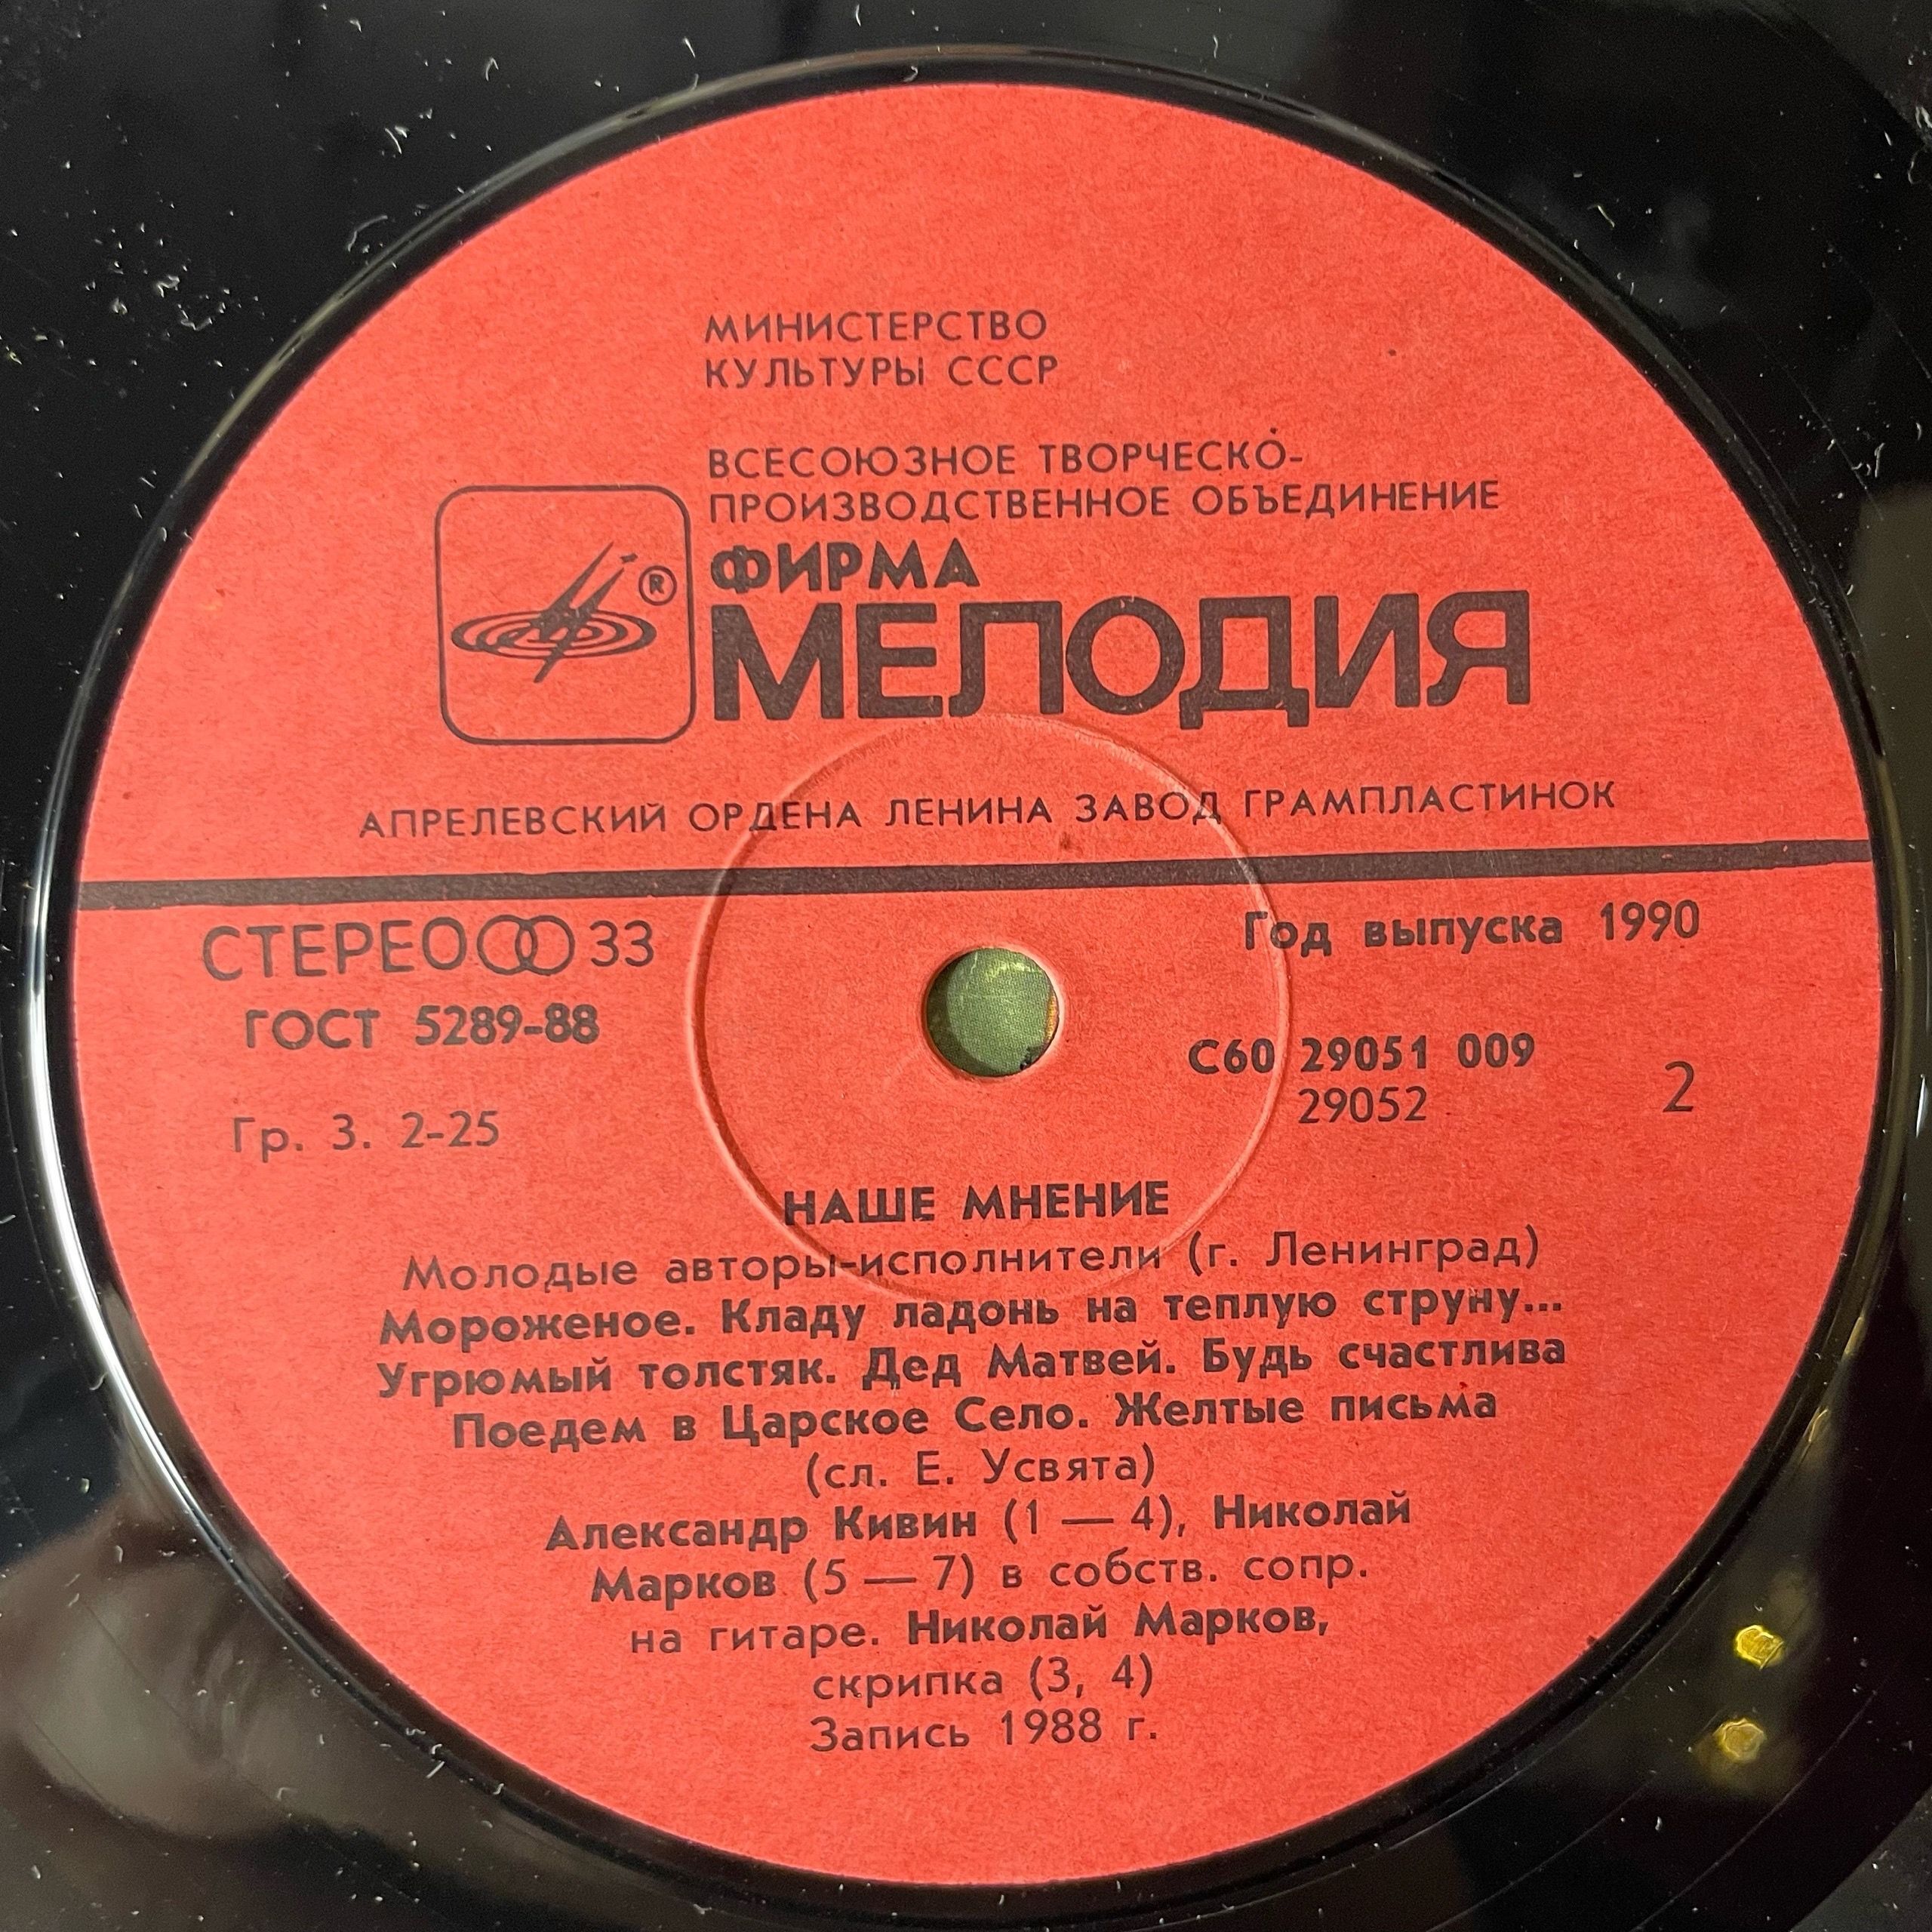 МИНИСТЕРСТВО
КУЛЬТУРЫ СССР
ВСЕСОЮЗНОЕ ТВОРЧЕСКО-
ПРОИЗВОДСТВЕННОЕ ОБЪЕДИНЕНИЕ
ФИРМА
®
МЕЛОДИЯ
АПРЕЛЕВСКИЙ ОРДЕНА ЛЕНИНА ЗАВОД ГРАМПЛАСТИНОК
СТЕРЕО 33
Год выпуска 1990
ГОСТ 5289-88
С60 29051 009
29052
2
Гр. 3. 2-25
НАШЕ МНЕНИЕ
Молодые авторы-исполнители (г. Ленинград)
Мороженое. Кладу ладонь на теплую струну...
Угрюмый толстяк. Дед Матвей. Будь счастлива
Поедем в Царское Село. Желтые письма
(сл. Е. Усвята)
Александр Кивин (1 — 4), Николай
Марков (5 — 7) в собств. сопр.
на гитаре. Николай Марков,
скрипка (3, 4)
Запись 1988 г.